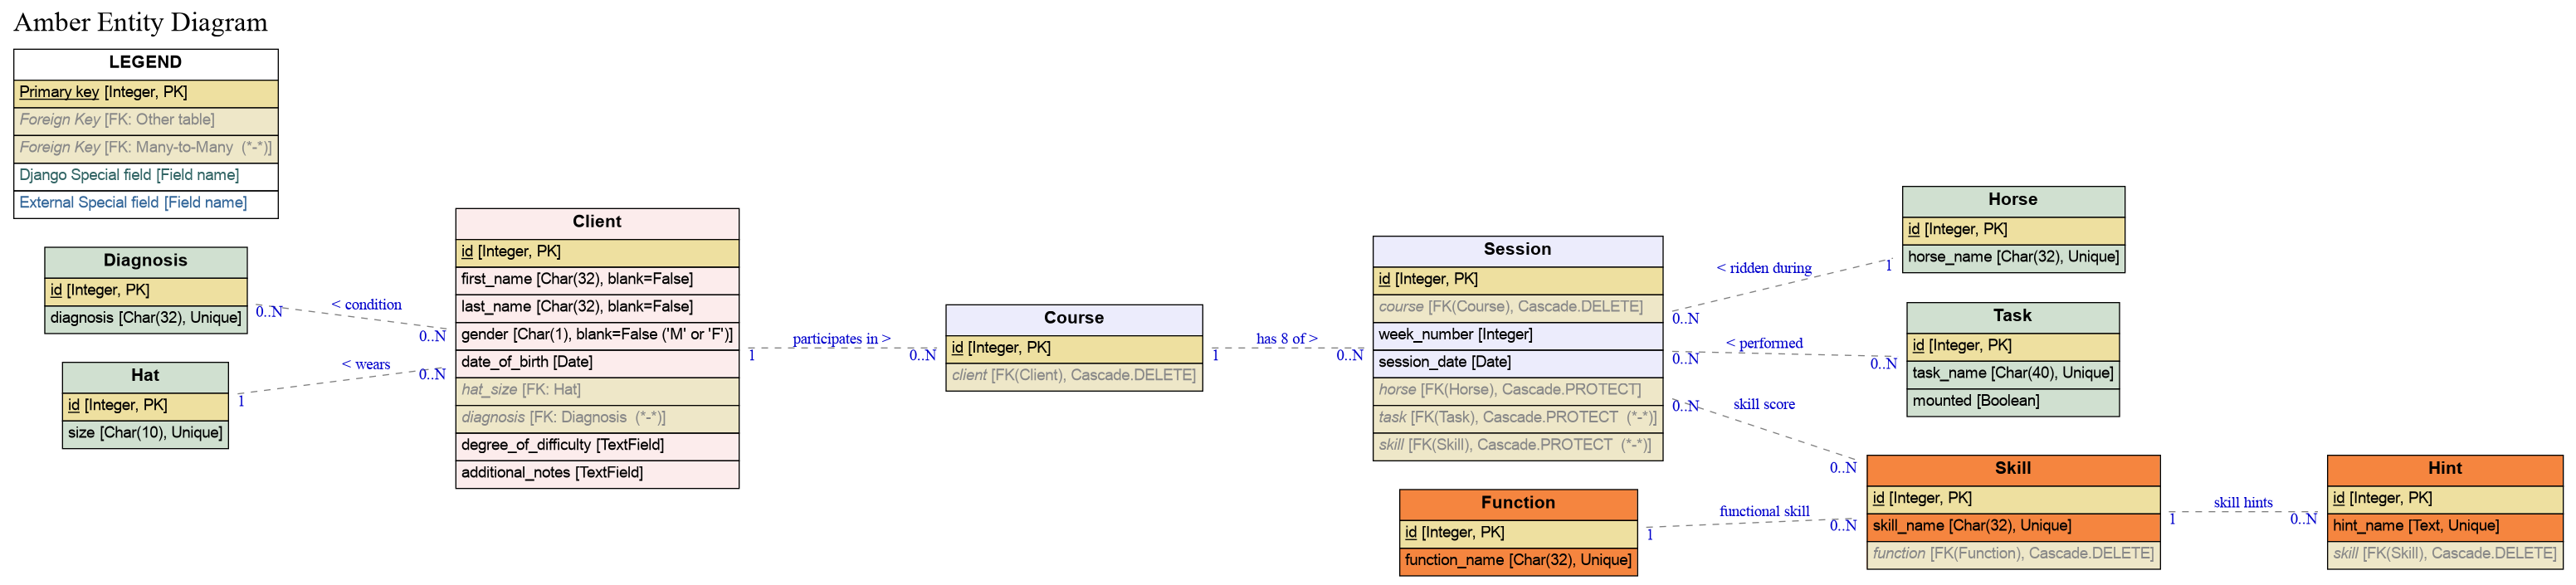 Amber Entity Diagram
LEGEND
Primary key [Integer, PK]
Foreign Key [FK: Other table]
Foreign Key [FK: Many-to-Many (*-*)]
Django Special field [Field name]
External Special field [Field name]
Diagnosis
id [Integer, PK]
diagnosis [Char(32), Unique]
0..N
< condition
0..N
Hat
id [Integer, PK]
size [Char(10), Unique]
1
< wears
0..N
Client
id [Integer, PK]
first_name [Char(32), blank=False]
last_name [Char(32), blank=False]
gender [Char(1), blank=False ('M' or 'F')]
date_of_birth [Date]
hat_size [FK: Hat]
diagnosis [FK: Diagnosis (*-*)]
degree_of_difficulty [TextField]
additional_notes [TextField]
1
participates in >
0..N
Course
id [Integer, PK]
client [FK(Client), Cascade.DELETE]
1
has 8 of >
0..N
Session
id [Integer, PK]
course [FK(Course), Cascade.DELETE]
week_number [Integer]
session_date [Date]
horse [FK(Horse), Cascade.PROTECT]
task [FK(Task), Cascade.PROTECT (*-*)]
skill [FK(Skill), Cascade.PROTECT (*-*)]
0..N
< ridden during
1
Horse
id [Integer, PK]
horse_name [Char(32), Unique]
0..N
< performed
0..N
Task
id [Integer, PK]
task_name [Char(40), Unique]
mounted [Boolean]
0..N
skill score
0..N
Function
id [Integer, PK]
function_name [Char(32), Unique]
1
functional skill
0..N
Skill
id [Integer, PK]
skill_name [Char(32), Unique]
function [FK(Function), Cascade.DELETE]
1
skill hints
0..N
Hint
id [Integer, PK]
hint_name [Text, Unique]
skill [FK(Skill), Cascade.DELETE]